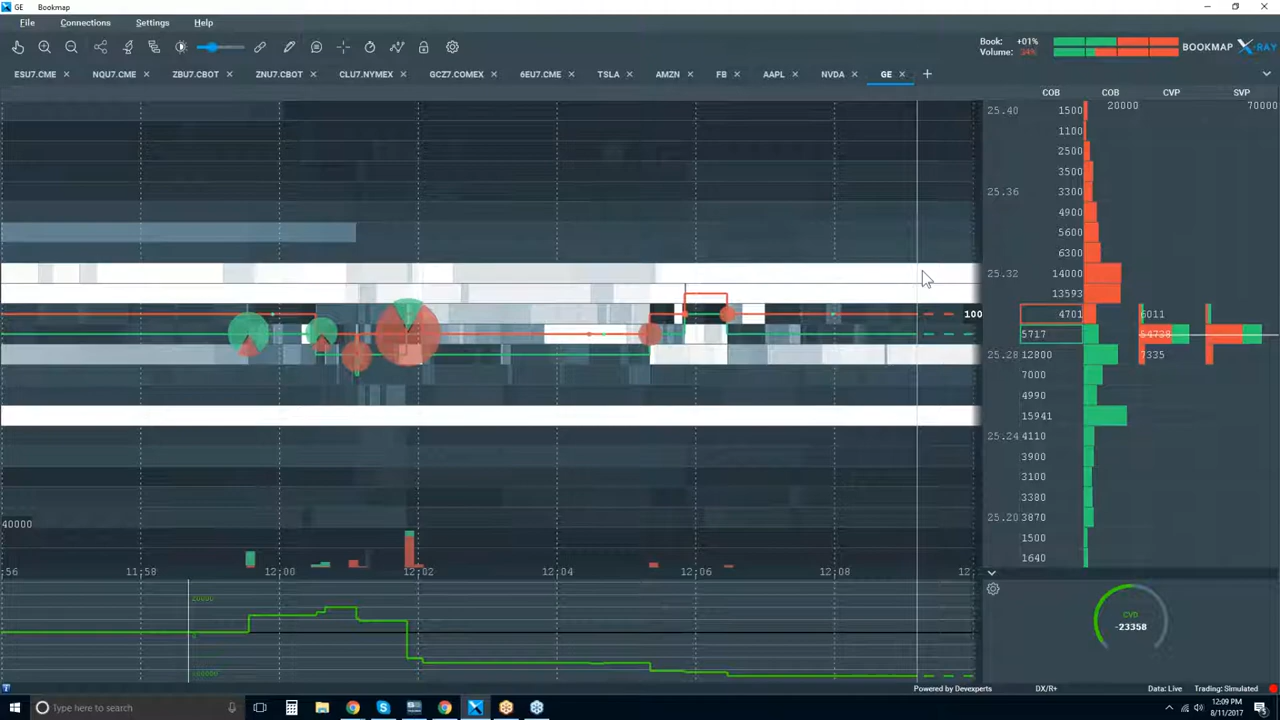 GE Bookmap
File Connections Settings Help
Book: +01%
Volume: 34%
BOOKMAP X-RAY
ESU7.CME NQU7.CME ZBU7.CBOT ZNU7.CBOT CLU7.NYMEX GCZ7.COMEX 6EU7.CME TSLA AMZN FB AAPL NVDA GE
COB COB CVP SVP
20000 70000
25.40 1500
1100
2500
3500
25.36 3300
4900
5600
6300
25.32 14000
13593
100 4701 6011
5717 54738
25.28 12800 7335
7000
4990
15941
25.24 4110
3900
3100
3380
25.20 3870
1500
1640
40000
56 11:58 12:00 12:02 12:04 12:06 12:08 12:
20000
CVD
-23358
Powered by Devexperts DX/R+ Data: Live Trading: Simulated
Type here to search
12:09 PM
8/11/2017
5